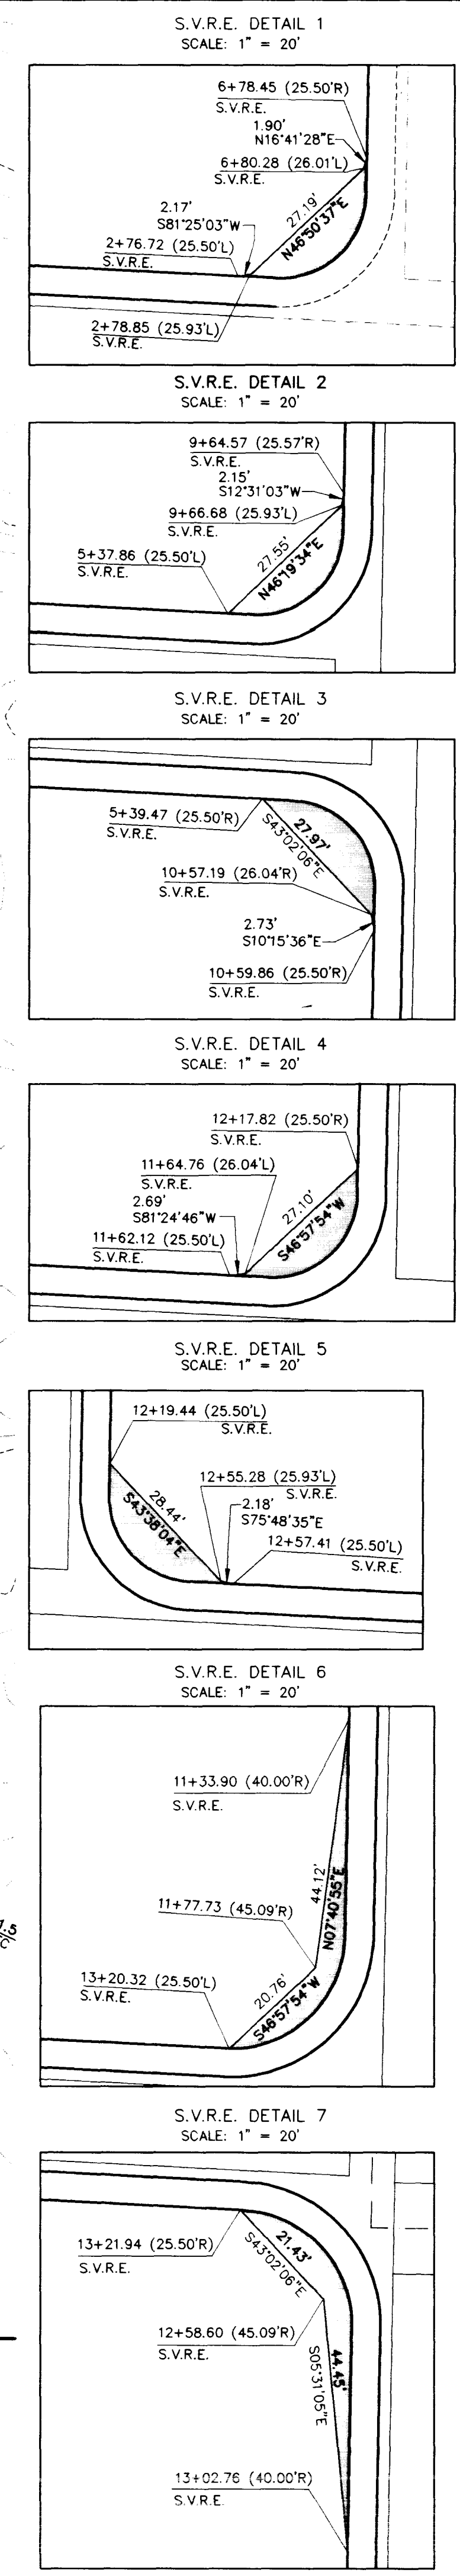 S.V.R.E. DETAIL 1
SCALE: 1" = 20'
6+78.45 (25.50'R)
S.V.R.E.
1.90'
N16°41'28"E
6+80.28 (26.01'L)
S.V.R.E.
27.19'
N46°50'37"E
2.17'
S81°25'03"W
2+76.72 (25.50'L)
S.V.R.E.
2+78.85 (25.93'L)
S.V.R.E.
S.V.R.E. DETAIL 2
SCALE: 1" = 20'
9+64.57 (25.57'R)
S.V.R.E.
2.15'
S12°31'03"W
9+66.68 (25.93'L)
S.V.R.E.
5+37.86 (25.50'L)
S.V.R.E.
27.55'
N46°19'34"E
S.V.R.E. DETAIL 3
SCALE: 1" = 20'
5+39.47 (25.50'R)
S.V.R.E.
27.97'
S43°02'06"E
10+57.19 (26.04'R)
S.V.R.E.
2.73'
S10°15'36"E
10+59.86 (25.50'R)
S.V.R.E.
S.V.R.E. DETAIL 4
SCALE: 1" = 20'
12+17.82 (25.50'R)
S.V.R.E.
11+64.76 (26.04'L)
S.V.R.E.
2.69'
S81°24'46"W
11+62.12 (25.50'L)
S.V.R.E.
27.10'
S46°57'54"W
S.V.R.E. DETAIL 5
SCALE: 1" = 20'
12+19.44 (25.50'L)
S.V.R.E.
28.44'
S43°38'04"E
12+55.28 (25.93'L)
S.V.R.E.
2.18'
S75°48'35"E
12+57.41 (25.50'L)
S.V.R.E.
S.V.R.E. DETAIL 6
SCALE: 1" = 20'
11+33.90 (40.00'R)
S.V.R.E.
44.12'
N07°40'55"E
11+77.73 (45.09'R)
S.V.R.E.
13+20.32 (25.50'L)
S.V.R.E.
20.76'
S46°57'54"W
S.V.R.E. DETAIL 7
SCALE: 1" = 20'
13+21.94 (25.50'R)
S.V.R.E.
21.43'
S43°02'06"E
12+58.60 (45.09'R)
S.V.R.E.
44.45'
S05°31'05"E
13+02.76 (40.00'R)
S.V.R.E.